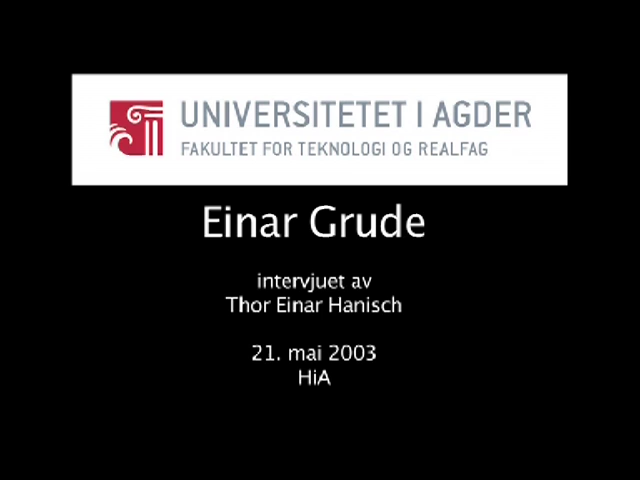 UNIVERSITETET I AGDER
FAKULTET FOR TEKNOLOGI OG REALFAG
Einar Grude
intervjuet av
Thor Einar Hanisch
21. mai 2003
HiA